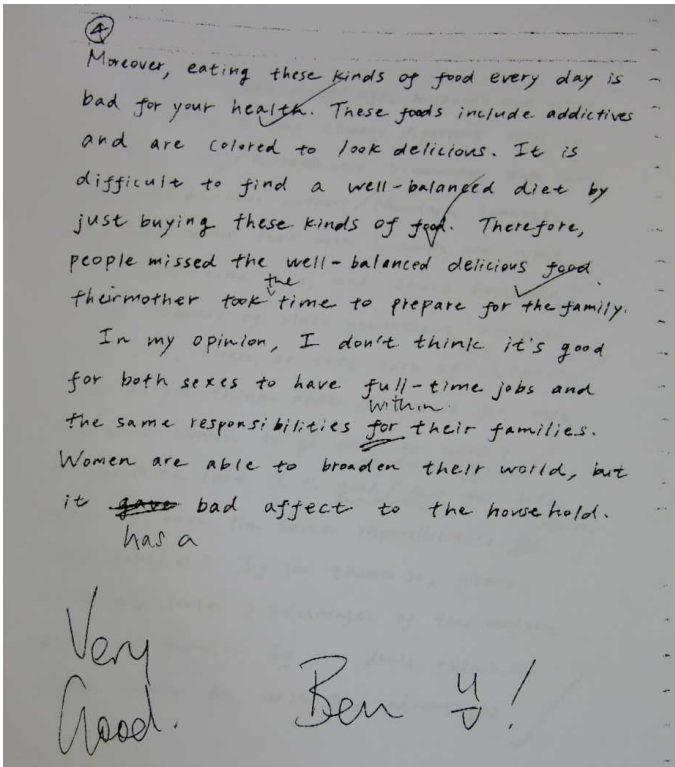 4
Moreover, eating these kinds of food every day is
bad for your health. These foods include addictives
and are colored to look delicious. It is
difficult to find a well-balanced diet by
just buying these kinds of food. Therefore,
people missed the well-balanced delicious food
the
theirmother took time to prepare for the family.
In my opinion, I don't think it's good
for both sexes to have full-time jobs and
within
the same responsibilities for their families.
Women are able to broaden their world, but
it gave bad affect to the household.
has a
Very
Good.
Ben !